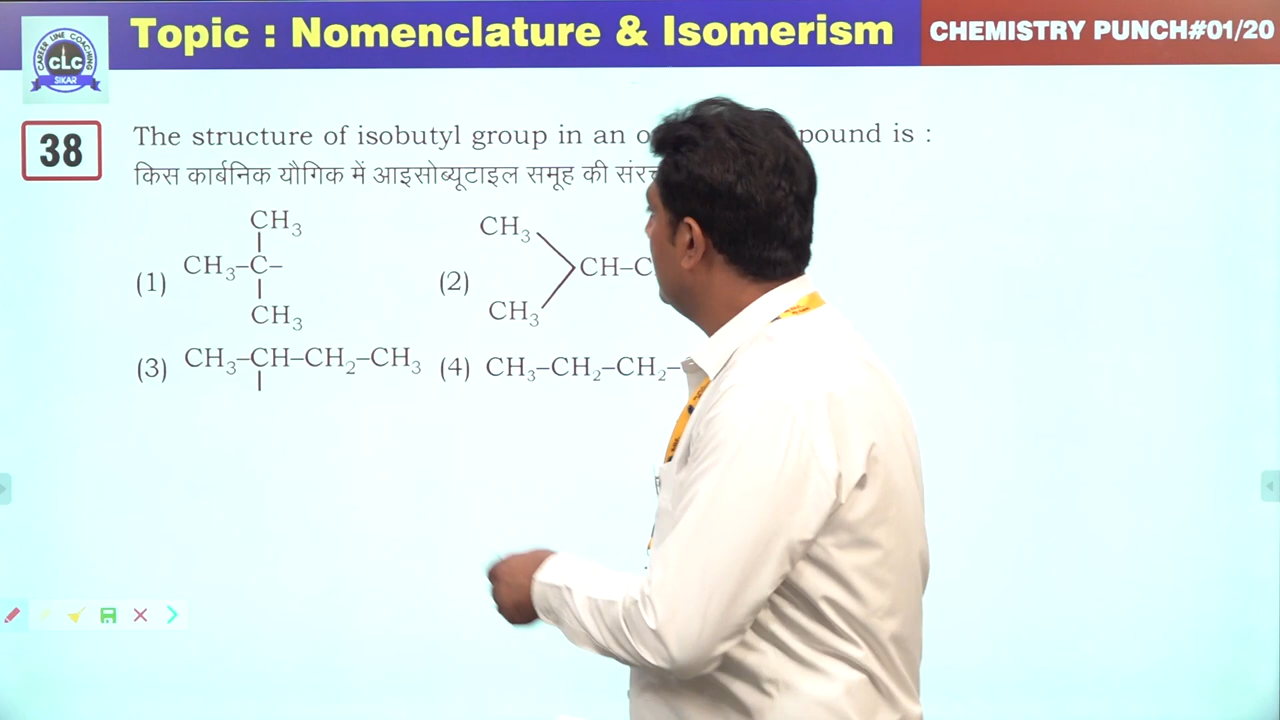 Topic : Nomenclature & Isomerism
CHEMISTRY PUNCH#01/20
CAREER LINE COACHING
CLC
SIKAR
38
The structure of isobutyl group in an is :
किस कार्बनिक यौगिक में आइसोब्यूटाइल समूह की
CH₃
(1) CH₃–C–
CH₃
CH₃
(2) CH–C
CH₃
(3) CH₃–CH–CH₂–CH₃
(4) CH₃–CH₂–CH₂–